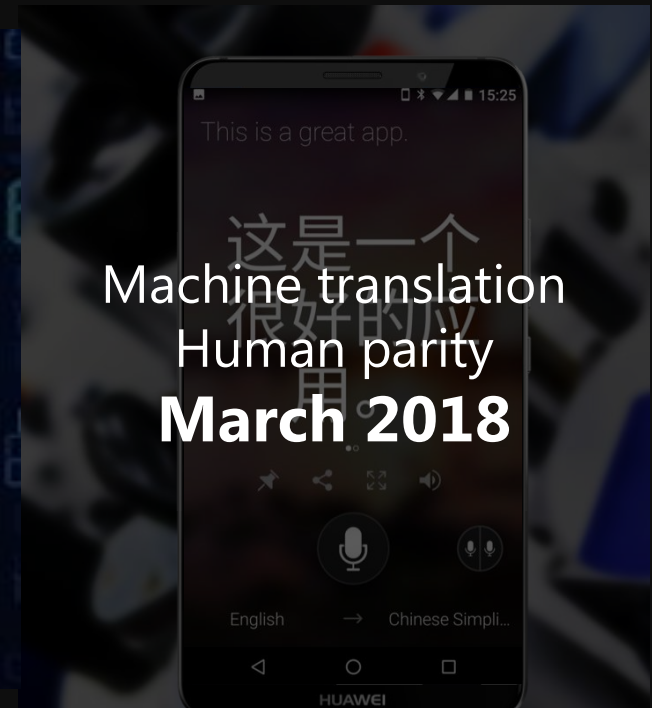 15:25
This is a great app.
这是一个
Machine translation
很好的应
Human parity
用。
March 2018
English → Chinese Simpli...
HUAWEI